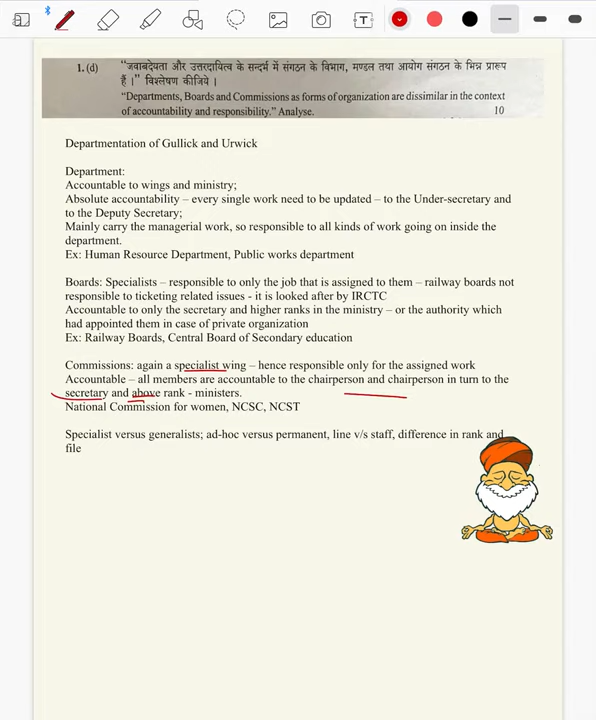 1. (d) "जवाबदेयता और उत्तरदायित्व के सन्दर्भ में संगठन के विभाग, मण्डल तथा आयोग संगठन के भिन्न प्रारूप
हैं।" विश्लेषण कीजिये।
"Departments, Boards and Commissions as forms of organization are dissimilar in the context
of accountability and responsibility." Analyse. 10
Departmentation of Gullick and Urwick
Department:
Accountable to wings and ministry;
Absolute accountability – every single work need to be updated – to the Under-secretary and
to the Deputy Secretary;
Mainly carry the managerial work, so responsible to all kinds of work going on inside the
department.
Ex: Human Resource Department, Public works department
Boards: Specialists – responsible to only the job that is assigned to them – railway boards not
responsible to ticketing related issues - it is looked after by IRCTC
Accountable to only the secretary and higher ranks in the ministry – or the authority which
had appointed them in case of private organization
Ex: Railway Boards, Central Board of Secondary education
Commissions: again a specialist wing – hence responsible only for the assigned work
Accountable – all members are accountable to the chairperson and chairperson in turn to the
secretary and above rank - ministers.
National Commission for women, NCSC, NCST
Specialist versus generalists; ad-hoc versus permanent, line v/s staff, difference in rank and
file